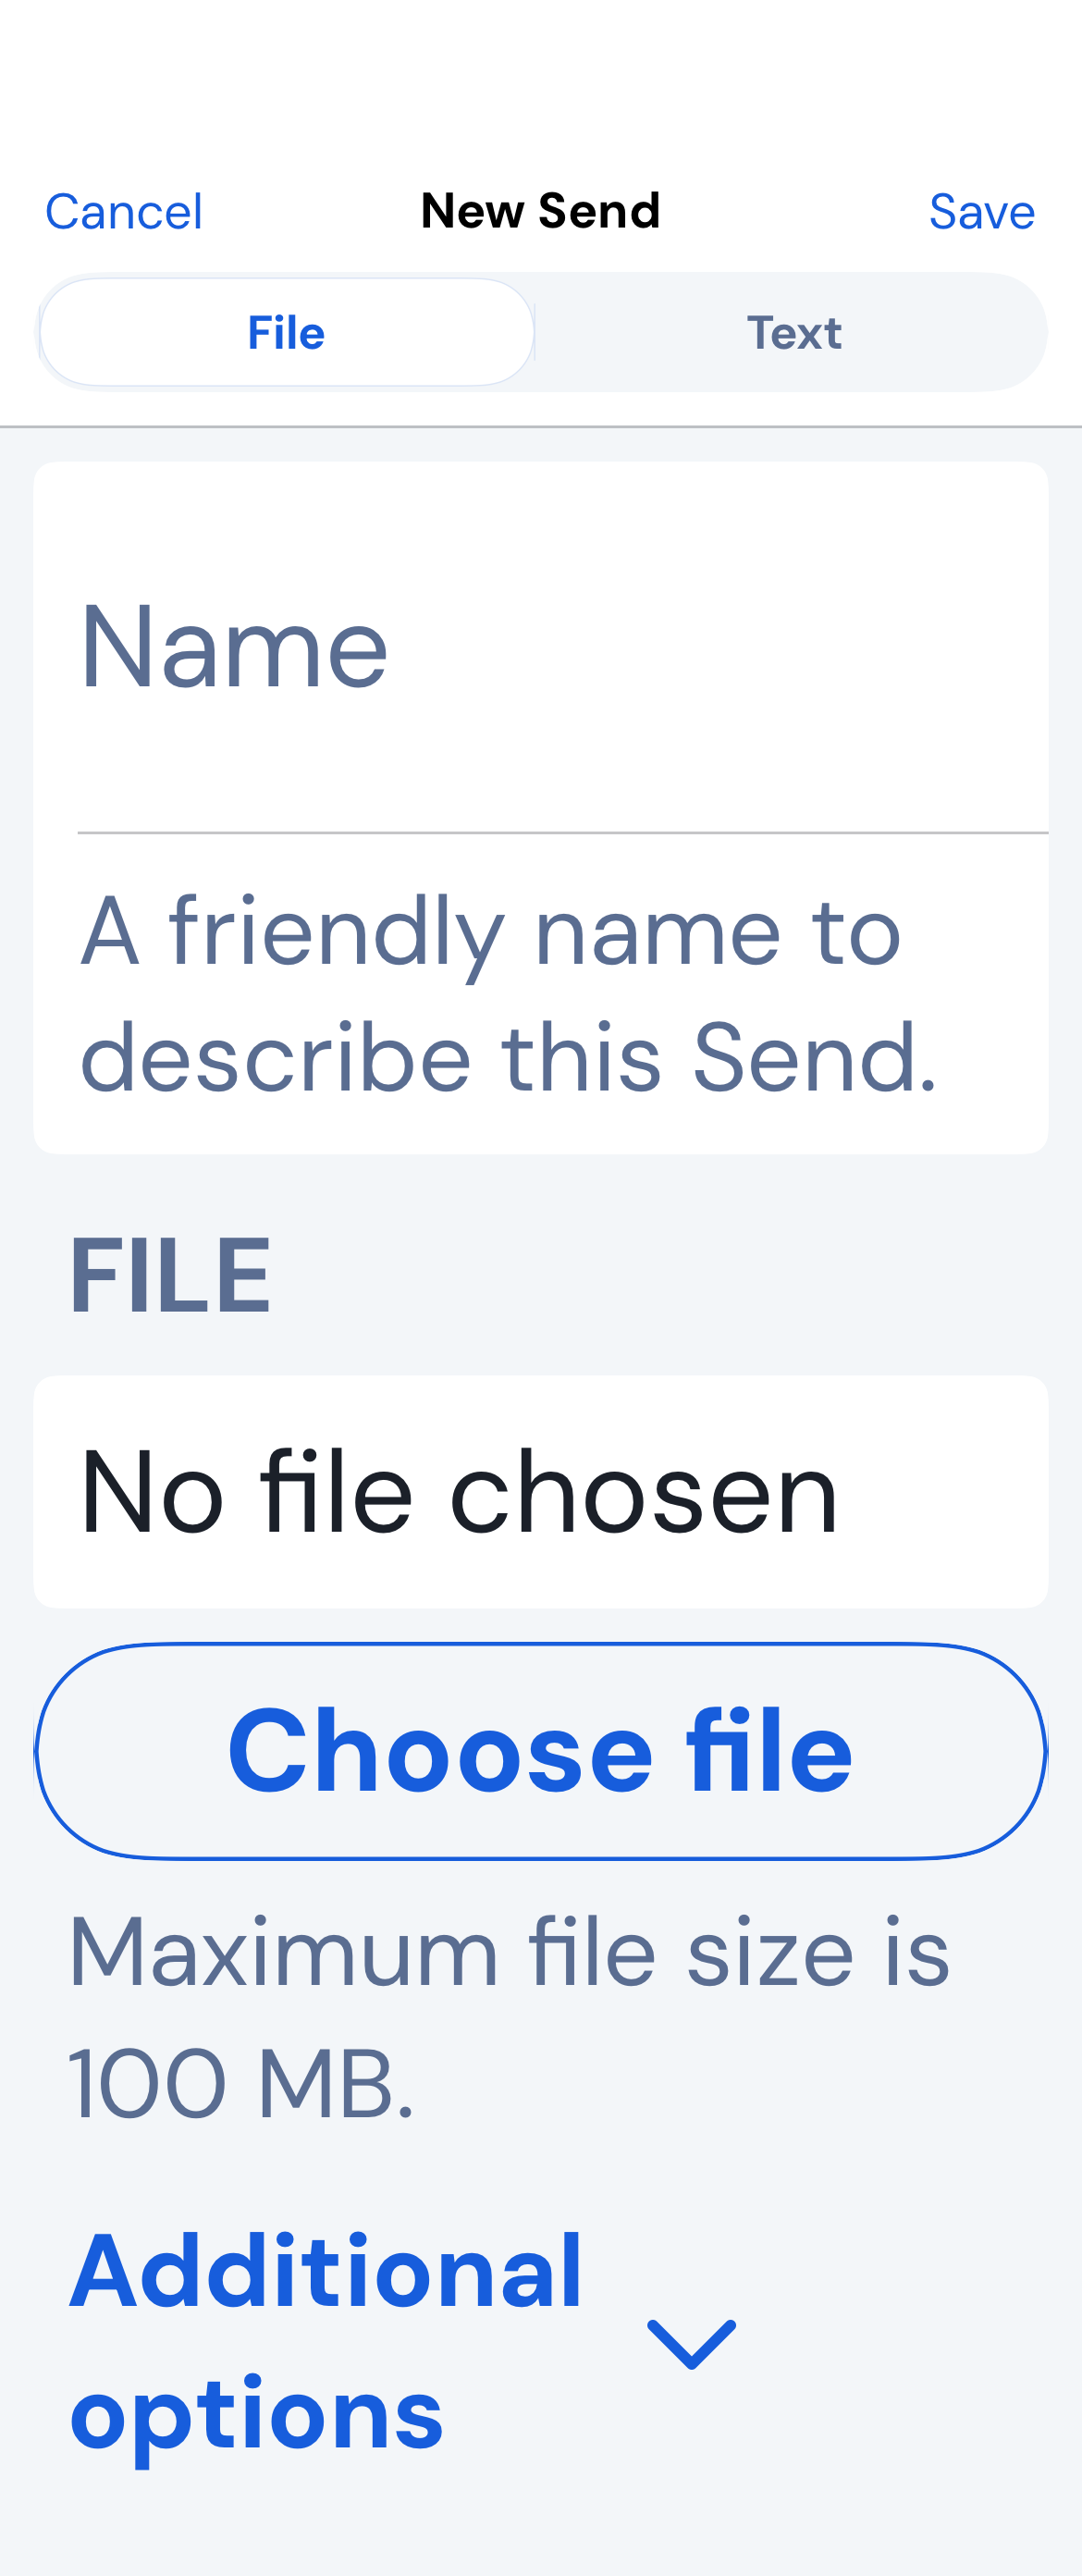 Cancel New Send Save
File Text
Name
A friendly name to
describe this Send.
FILE
No file chosen
Choose file
Maximum file size is
100 MB.
Additional
options